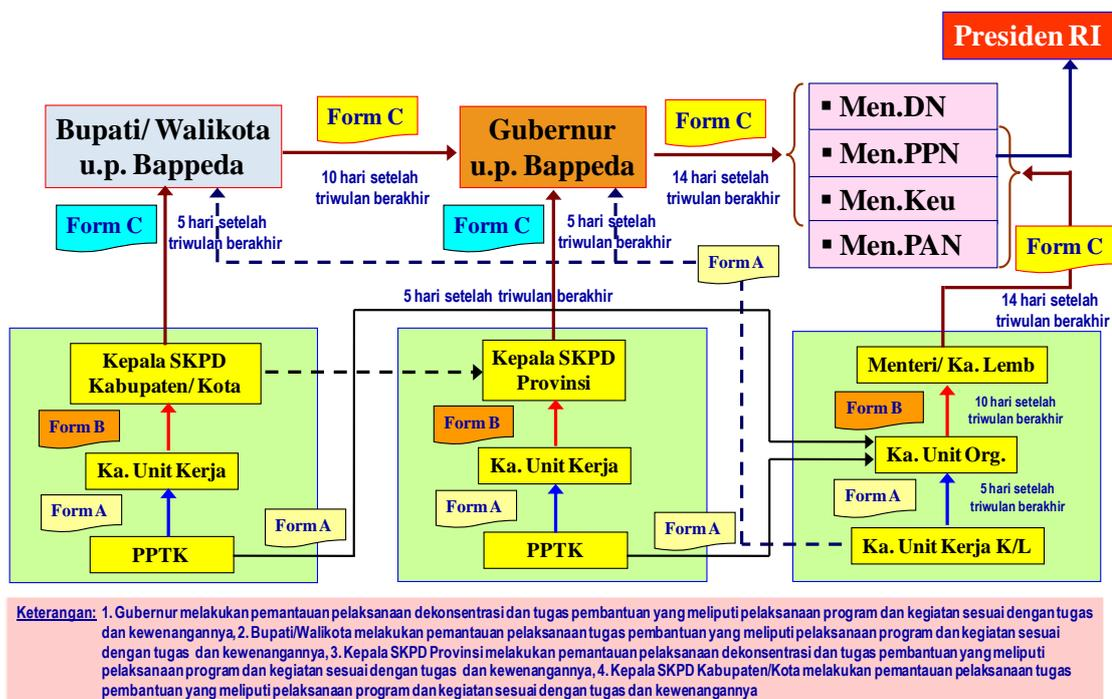 Presiden RI
Form C
Form C
▪ Men.DN
▪ Men.PPN
▪ Men.Keu
▪ Men.PAN
Bupati/ Walikota
u.p. Bappeda
Gubernur
u.p. Bappeda
10 hari setelah
triwulan berakhir
14 hari setelah
triwulan berakhir
Form C
5 hari setelah
triwulan berakhir
Form C
5 hari setelah
triwulan berakhir
Form C
Form A
5 hari setelah triwulan berakhir
14 hari setelah
triwulan berakhir
Kepala SKPD
Kabupaten/ Kota
Form B
Ka. Unit Kerja
Form A
Form A
PPTK
Kepala SKPD
Provinsi
Form B
Ka. Unit Kerja
Form A
Form A
PPTK
Menteri/ Ka. Lemb
Form B
10 hari setelah
triwulan berakhir
Ka. Unit Org.
Form A
5 hari setelah
triwulan berakhir
Ka. Unit Kerja K/L
Keterangan: 1. Gubernur melakukan pemantauan pelaksanaan dekonsentrasi dan tugas pembantuan yang meliputi pelaksanaan program dan kegiatan sesuai dengan tugas
dan kewenangannya, 2. Bupati/Walikota melakukan pemantauan pelaksanaan tugas pembantuan yang meliputi pelaksanaan program dan kegiatan sesuai
dengan tugas dan kewenangannya, 3. Kepala SKPD Provinsi melakukan pemantauan pelaksanaan dekonsentrasi dan tugas pembantuan yang meliputi
pelaksanaan program dan kegiatan sesuai dengan tugas dan kewenangannya, 4. Kepala SKPD Kabupaten/Kota melakukan pemantauan pelaksanaan tugas
pembantuan yang meliputi pelaksanaan program dan kegiatan sesuai dengan tugas dan kewenangannya